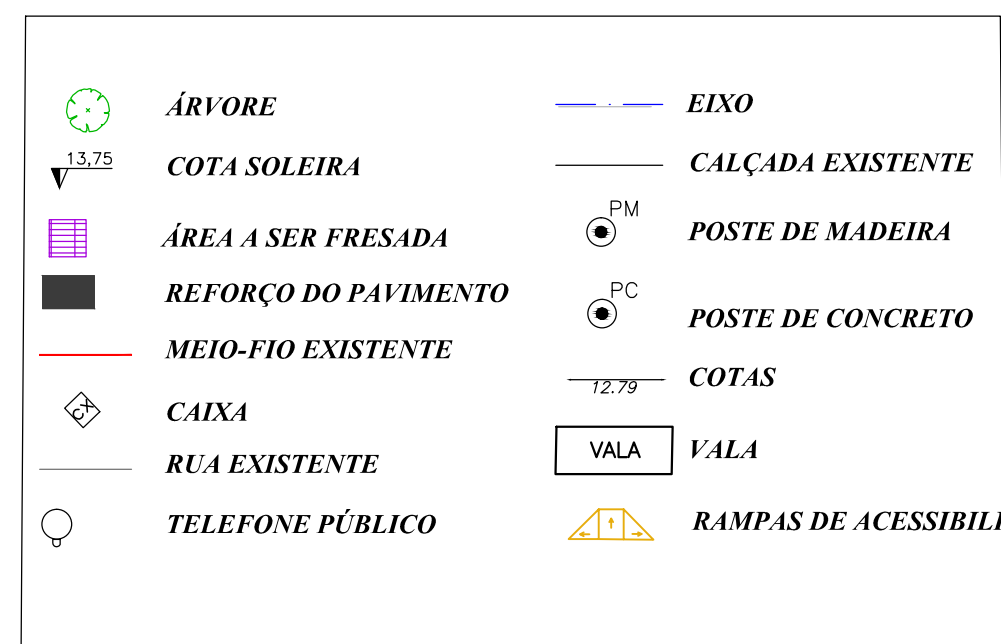 ÁRVORE
13,75
COTA SOLEIRA
ÁREA A SER FRESADA
REFORÇO DO PAVIMENTO
MEIO-FIO EXISTENTE
CX
CAIXA
RUA EXISTENTE
TELEFONE PÚBLICO
EIXO
CALÇADA EXISTENTE
PM
POSTE DE MADEIRA
PC
POSTE DE CONCRETO
12.79
COTAS
VALA
VALA
RAMPAS DE